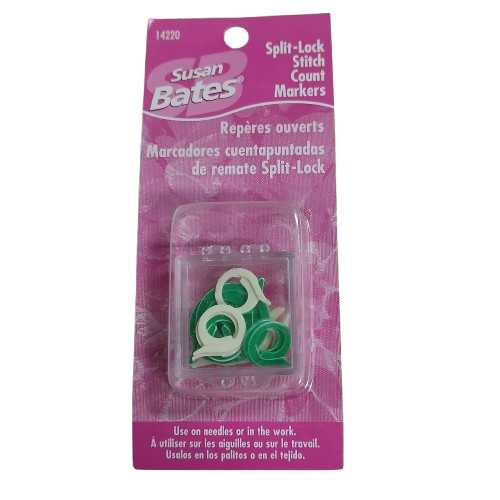 14220
Susan
Bates®
Split-Lock
Stitch
Count
Markers
Repères ouverts
Marcadores cuentapuntadas
de remate Split-Lock
Use on needles or in the work.
À utiliser sur les aiguilles ou sur le travail.
Usalos en los palitos o en el tejido.